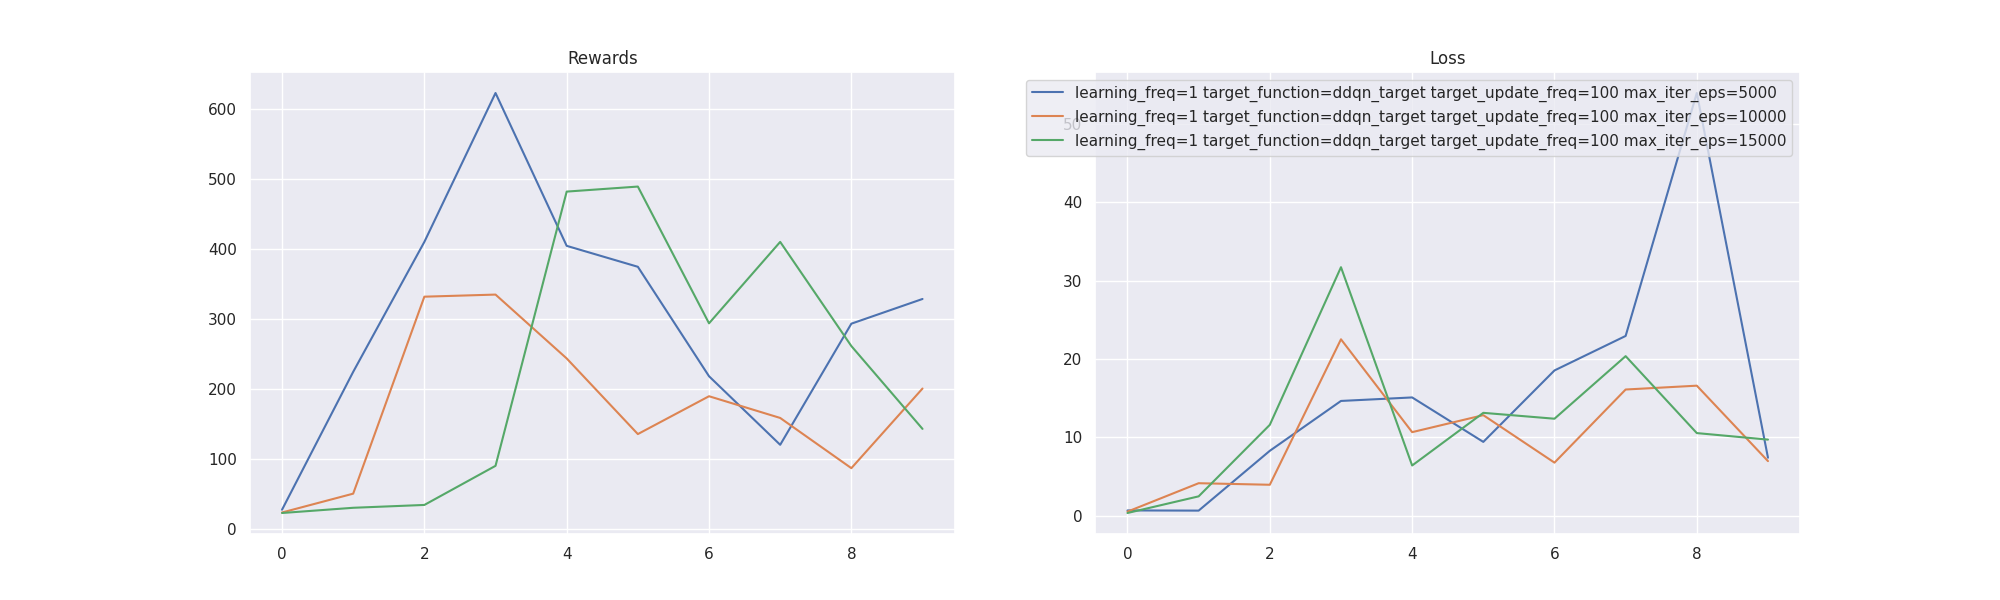 Rewards
600
500
400
300
200
100
0
0 2 4 6 8
Loss
learning_freq=1 target_function=ddqn_target target_update_freq=100 max_iter_eps=5000
learning_freq=1 target_function=ddqn_target target_update_freq=100 max_iter_eps=10000
learning_freq=1 target_function=ddqn_target target_update_freq=100 max_iter_eps=15000
50
40
30
20
10
0
0 2 4 6 8